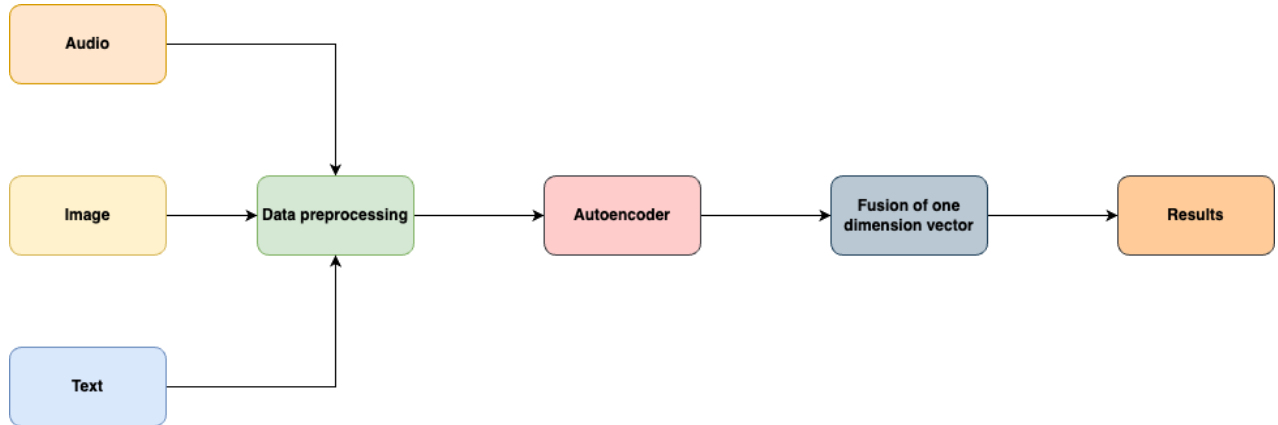 Audio
Image
Data preprocessing
Autoencoder
Fusion of one
dimension vector
Results
Text